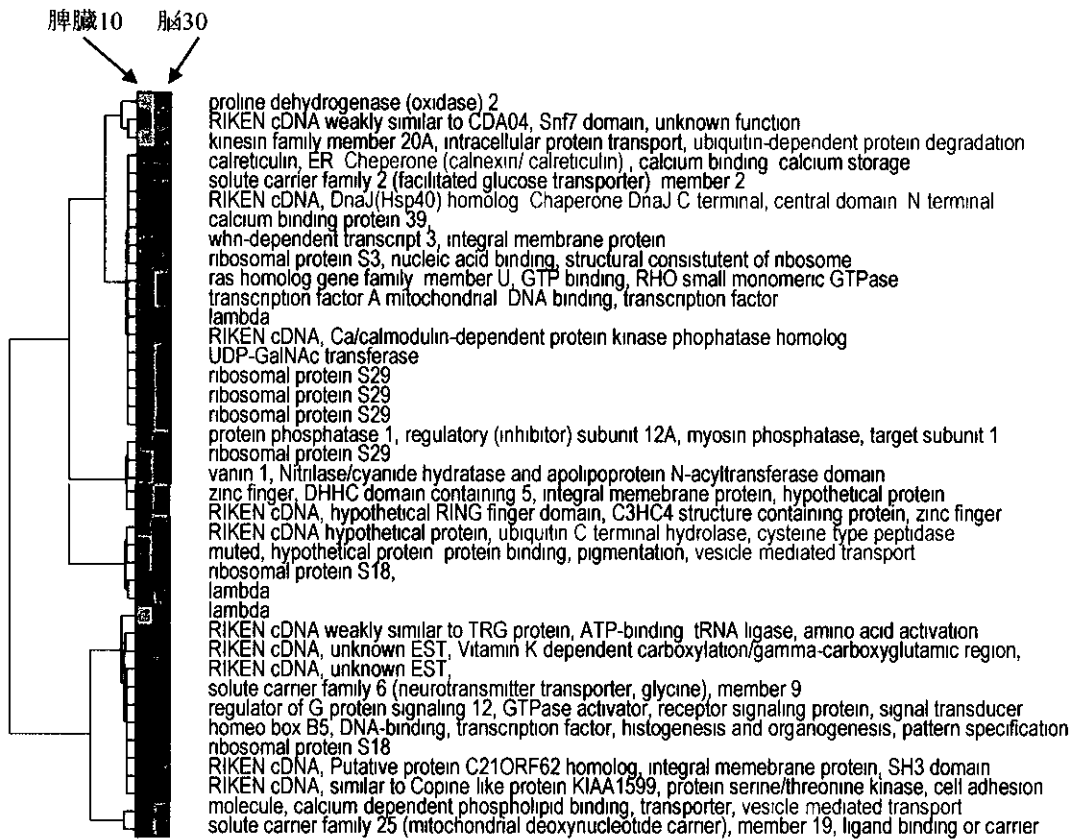 脾臓10 脳30
proline dehydrogenase (oxidase) 2
RIKEN cDNA weakly similar to CDA04, Snf7 domain, unknown function
kinesin family member 20A, intracellular protein transport, ubiquitin-dependent protein degradation
calreticulin, ER Cheperone (calnexin/ calreticulin) , calcium binding calcium storage
solute carrier family 2 (facilitated glucose transporter) member 2
RIKEN cDNA, DnaJ(Hsp40) homolog Chaperone DnaJ C terminal, central domain N terminal
calcium binding protein 39,
whn-dependent transcript 3, integral membrane protein
ribosomal protein S3, nucleic acid binding, structural consistutent of ribosome
ras homolog gene family member U, GTP binding, RHO small monomeric GTPase
transcription factor A mitochondrial DNA binding, transcription factor
lambda
RIKEN cDNA, Ca/calmodulin-dependent protein kinase phophatase homolog
UDP-GalNAc transferase
ribosomal protein S29
ribosomal protein S29
ribosomal protein S29
protein phosphatase 1, regulatory (inhibitor) subunit 12A, myosin phosphatase, target subunit 1
ribosomal protein S29
vanin 1, Nitrilase/cyanide hydratase and apolipoprotein N-acyltransferase domain
zinc finger, DHHC domain containing 5, integral memebrane protein, hypothetical protein
RIKEN cDNA, hypothetical RING finger domain, C3HC4 structure containing protein, zinc finger
RIKEN cDNA hypothetical protein, ubiquitin C terminal hydrolase, cysteine type peptidase
muted, hypothetical protein protein binding, pigmentation, vesicle mediated transport
ribosomal protein S18,
lambda
lambda
RIKEN cDNA weakly similar to TRG protein, ATP-binding tRNA ligase, amino acid activation
RIKEN cDNA, unknown EST, Vitamin K dependent carboxylation/gamma-carboxyglutamic region,
RIKEN cDNA, unknown EST,
solute carrier family 6 (neurotransmitter transporter, glycine), member 9
regulator of G protein signaling 12, GTPase activator, receptor signaling protein, signal transducer
homeo box B5, DNA-binding, transcription factor, histogenesis and organogenesis, pattern specification
ribosomal protein S18
RIKEN cDNA, Putative protein C21ORF62 homolog, integral memebrane protein, SH3 domain
RIKEN cDNA, similar to Copine like protein KIAA1599, protein serine/threonine kinase, cell adhesion
molecule, calcium dependent phospholipid binding, transporter, vesicle mediated transport
solute carrier family 25 (mitochondrial deoxynucleotide carrier), member 19, ligand binding or carrier